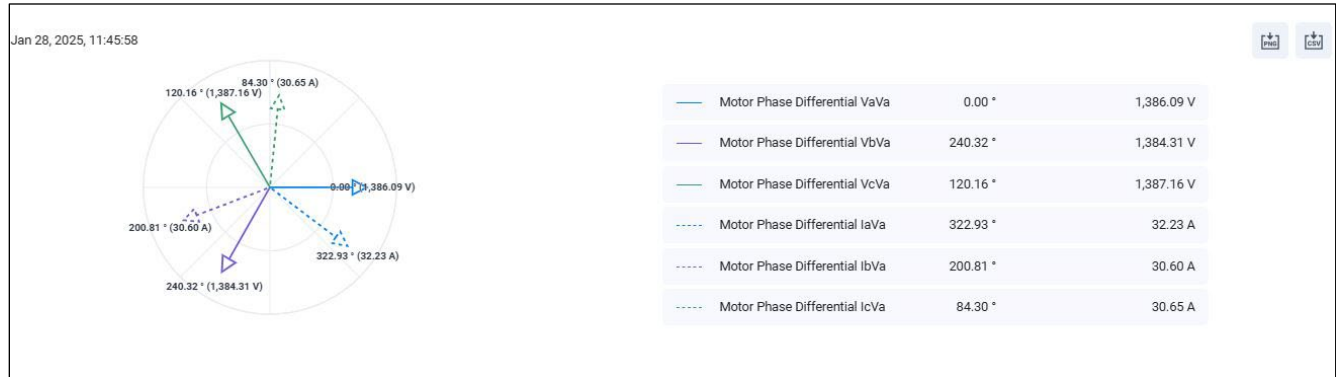 Jan 28, 2025, 11:45:58
PNG
CSV
84.30 ° (30.65 A)
120.16 ° (1,387.16 V)
0.00 ° (1,386.09 V)
200.81 ° (30.60 A)
322.93 ° (32.23 A)
240.32 ° (1,384.31 V)
Motor Phase Differential VaVa 0.00 ° 1,386.09 V
Motor Phase Differential VbVa 240.32 ° 1,384.31 V
Motor Phase Differential VcVa 120.16 ° 1,387.16 V
Motor Phase Differential IaVa 322.93 ° 32.23 A
Motor Phase Differential IbVa 200.81 ° 30.60 A
Motor Phase Differential IcVa 84.30 ° 30.65 A